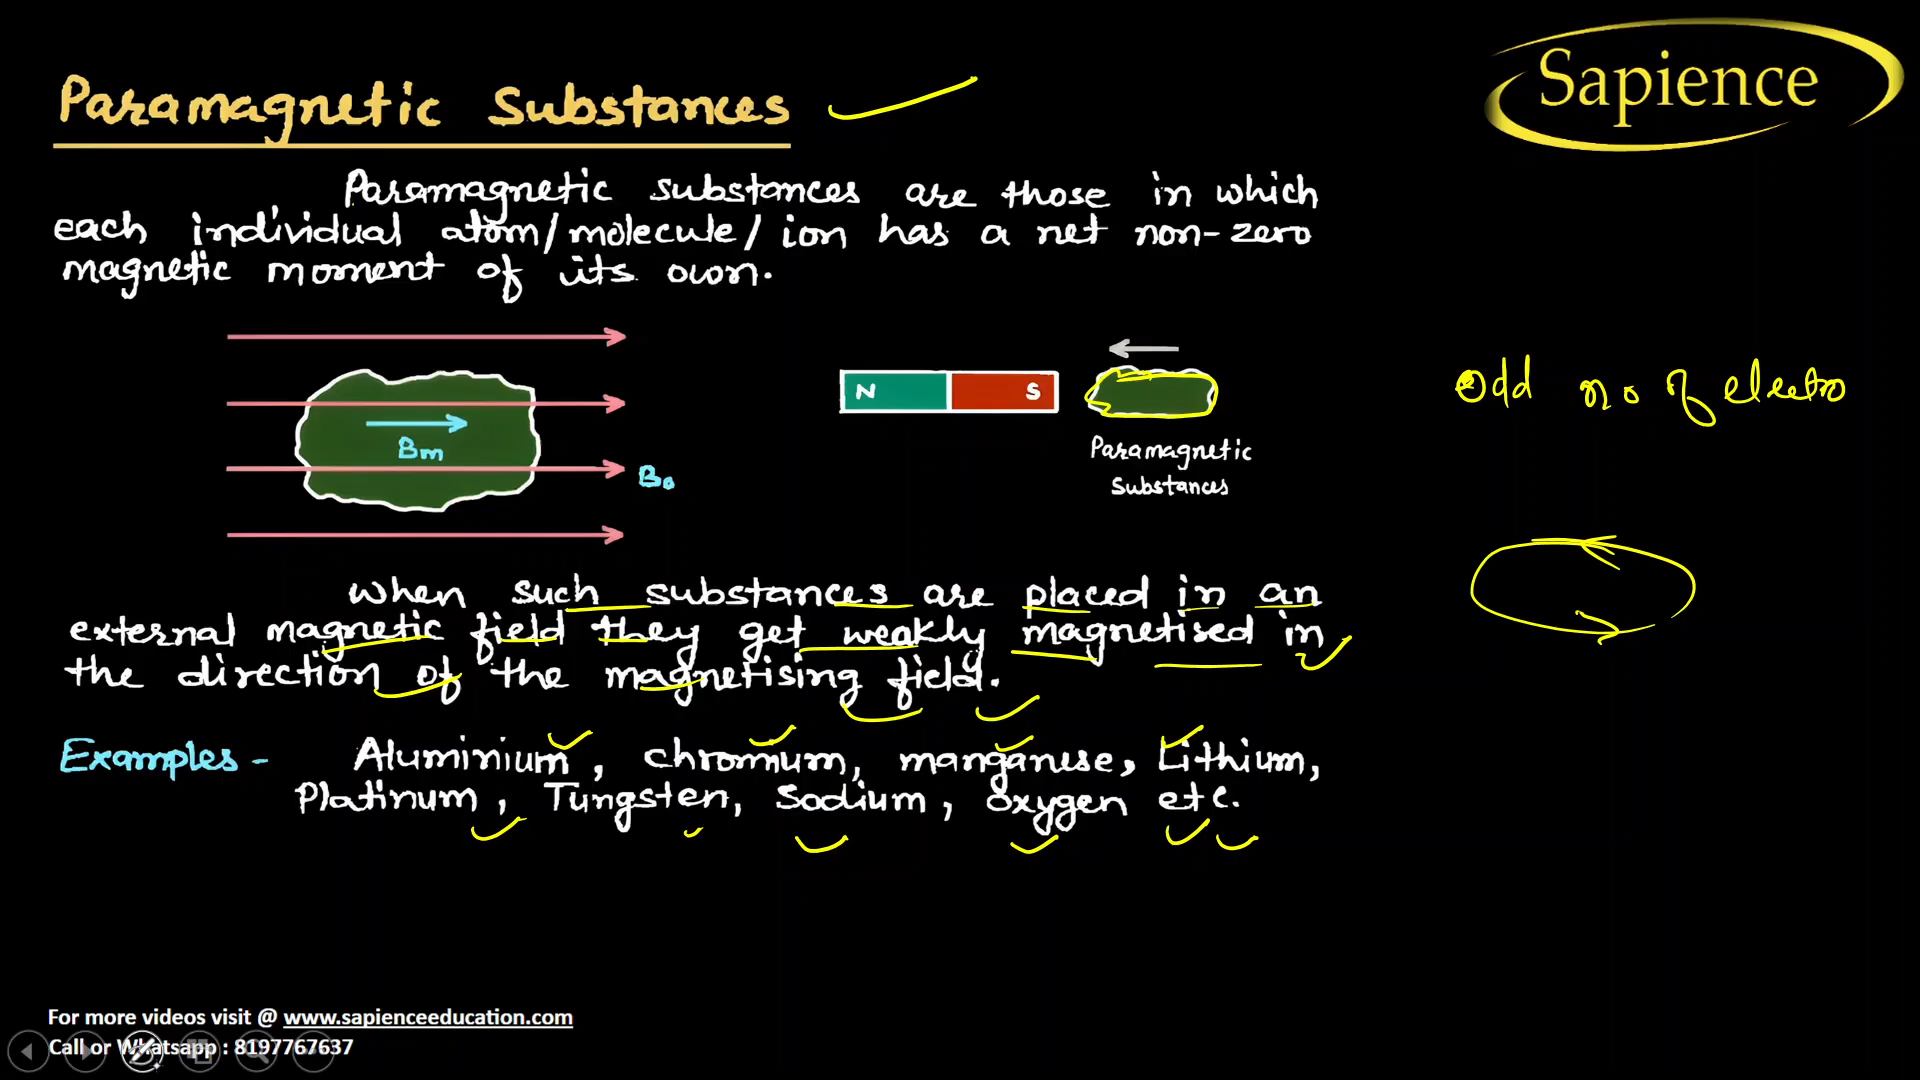 Sapience
Paramagnetic Substances
Paramagnetic substances are those in which
each individual atom/molecule/ion has a net non-zero
magnetic moment of its own.
N S
Bm
B₀
Paramagnetic
Substances
Odd no of electro
When such substances are placed in an
external magnetic field they get weakly magnetised in
the direction of the magnetising field.
Examples - Aluminium, chromium, manganese, Lithium,
Platinum, Tungsten, Sodium, oxygen etc.
For more videos visit @ www.sapienceeducation.com
Call or Whatsapp : 8197767637